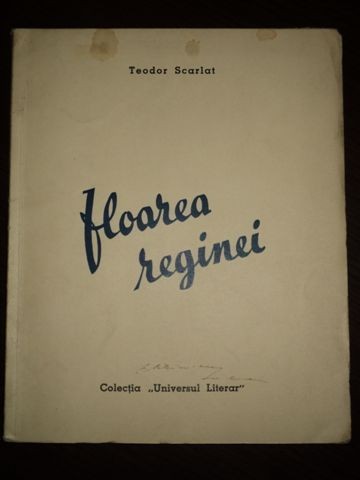 Teodor Scarlat
floarea
reginei
Colecția „Universul Literar"